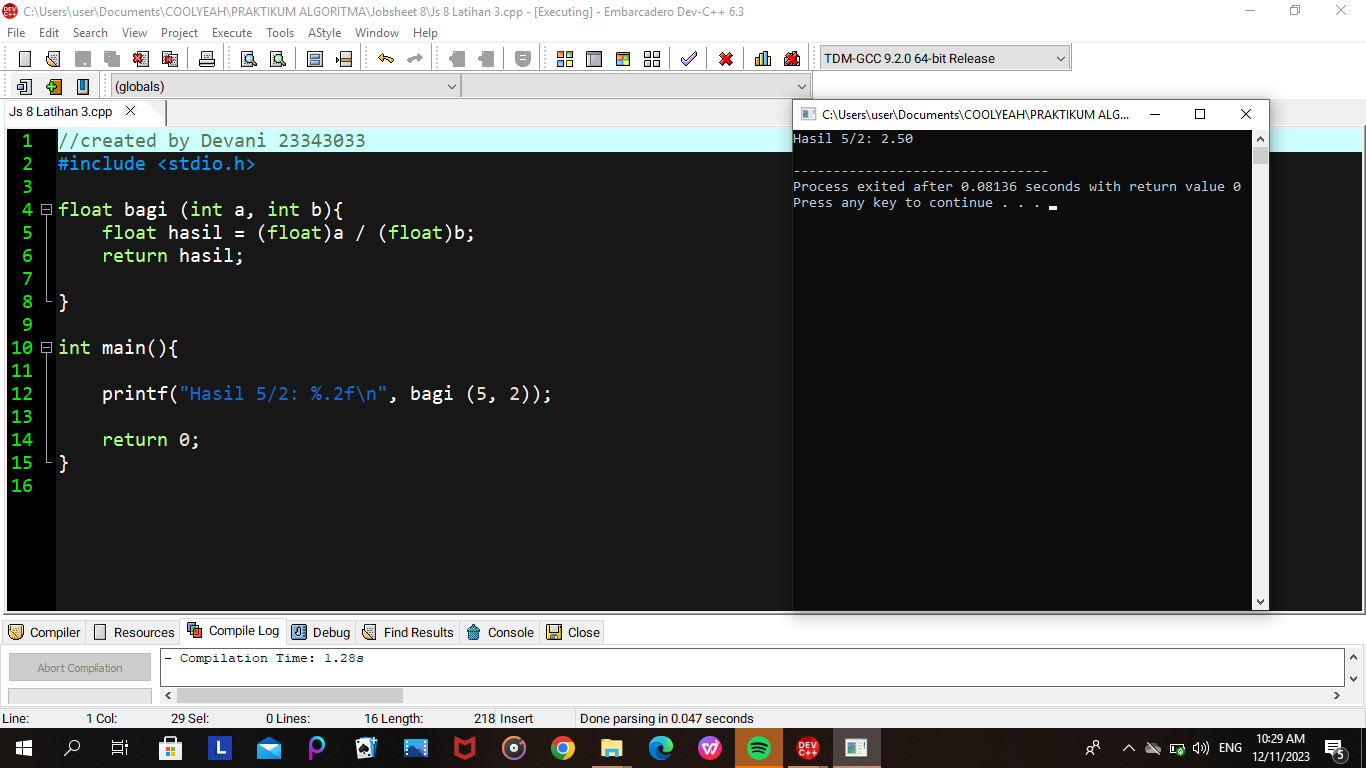 C:\Users\user\Documents\COOLYEAH\PRAKTIKUM ALGORITMA\Jobsheet 8\Js 8 Latihan 3.cpp - [Executing] - Embarcadero Dev-C++ 6.3
File Edit Search View Project Execute Tools AStyle Window Help
TDM-GCC 9.2.0 64-bit Release
(globals)
Js 8 Latihan 3.cpp
1 //created by Devani 23343033
2 #include <stdio.h>
3
4 float bagi (int a, int b){
5     float hasil = (float)a / (float)b;
6     return hasil;
7
8 }
9
10 int main(){
11
12     printf("Hasil 5/2: %.2f\n", bagi (5, 2));
13
14     return 0;
15 }
16
C:\Users\user\Documents\COOLYEAH\PRAKTIKUM ALG...
Hasil 5/2: 2.50
--------------------------------
Process exited after 0.08136 seconds with return value 0
Press any key to continue . . .
Compiler Resources Compile Log Debug Find Results Console Close
Abort Compilation
- Compilation Time: 1.28s
Line: 1 Col: 29 Sel: 0 Lines: 16 Length: 218 Insert Done parsing in 0.047 seconds
L
DEV C++
ENG
10:29 AM
12/11/2023
5